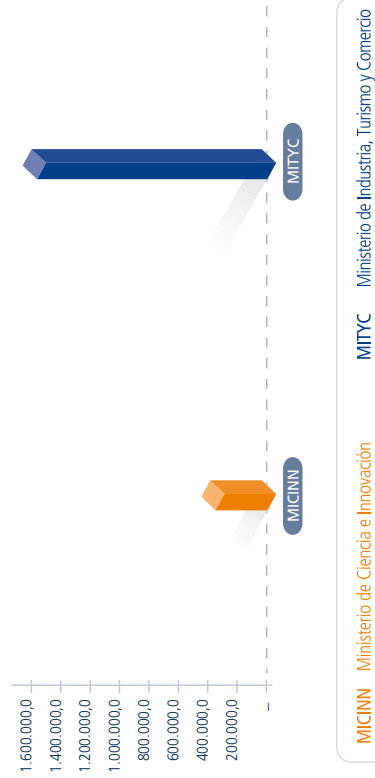 1.600.000,0
1.400.000,0
1.200.000,0
1.000.000,0
800.000,0
600.000,0
400.000,0
200.000,0
–
MICINN
MITYC
MICINN Ministerio de Ciencia e Innovación
MITYC Ministerio de Industria, Turismo y Comercio